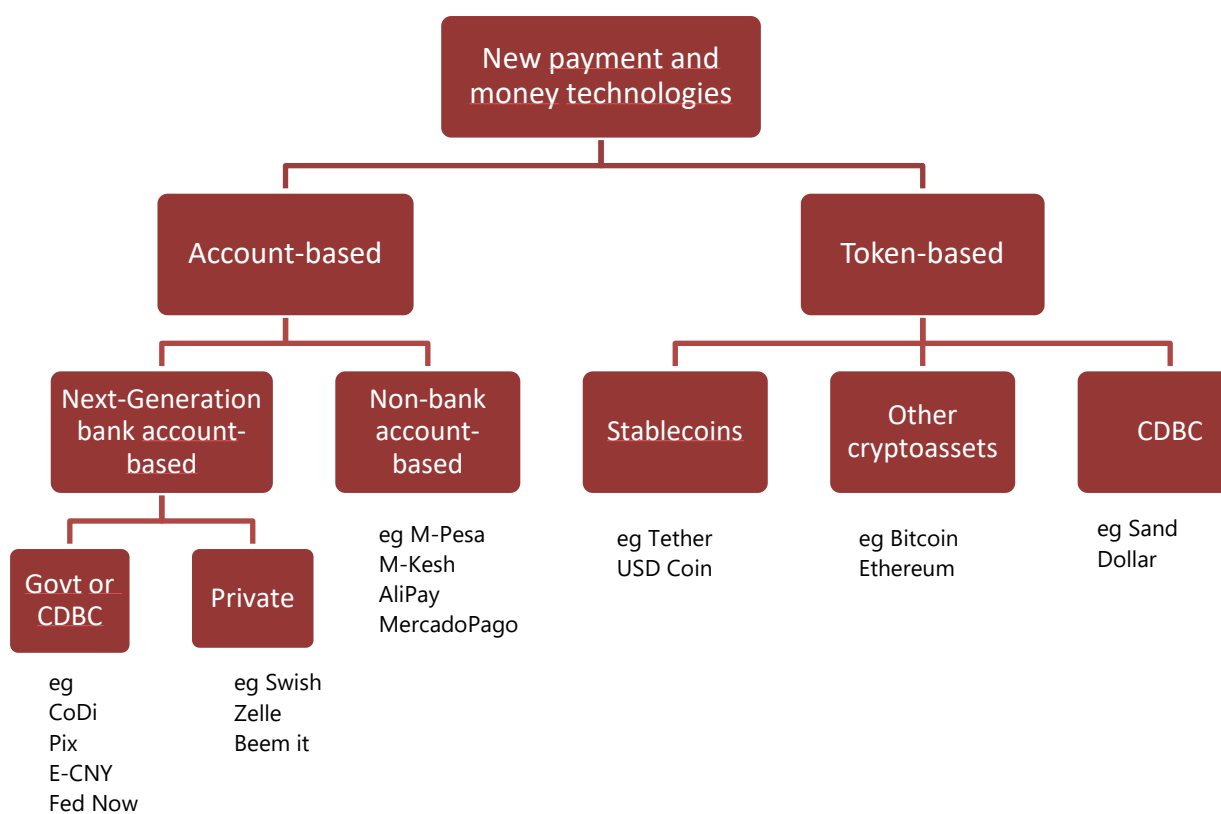 New payment and
money technologies
Account-based
Token-based
Next-Generation
bank account-
based
Non-bank
account-
based
Stablecoins
Other
cryptoassets
CDBC
eg M-Pesa
M-Kesh
AliPay
MercadoPago
eg Tether
USD Coin
eg Bitcoin
Ethereum
eg Sand
Dollar
Govt or
CDBC
Private
eg
CoDi
Pix
E-CNY
Fed Now
eg Swish
Zelle
Beem it